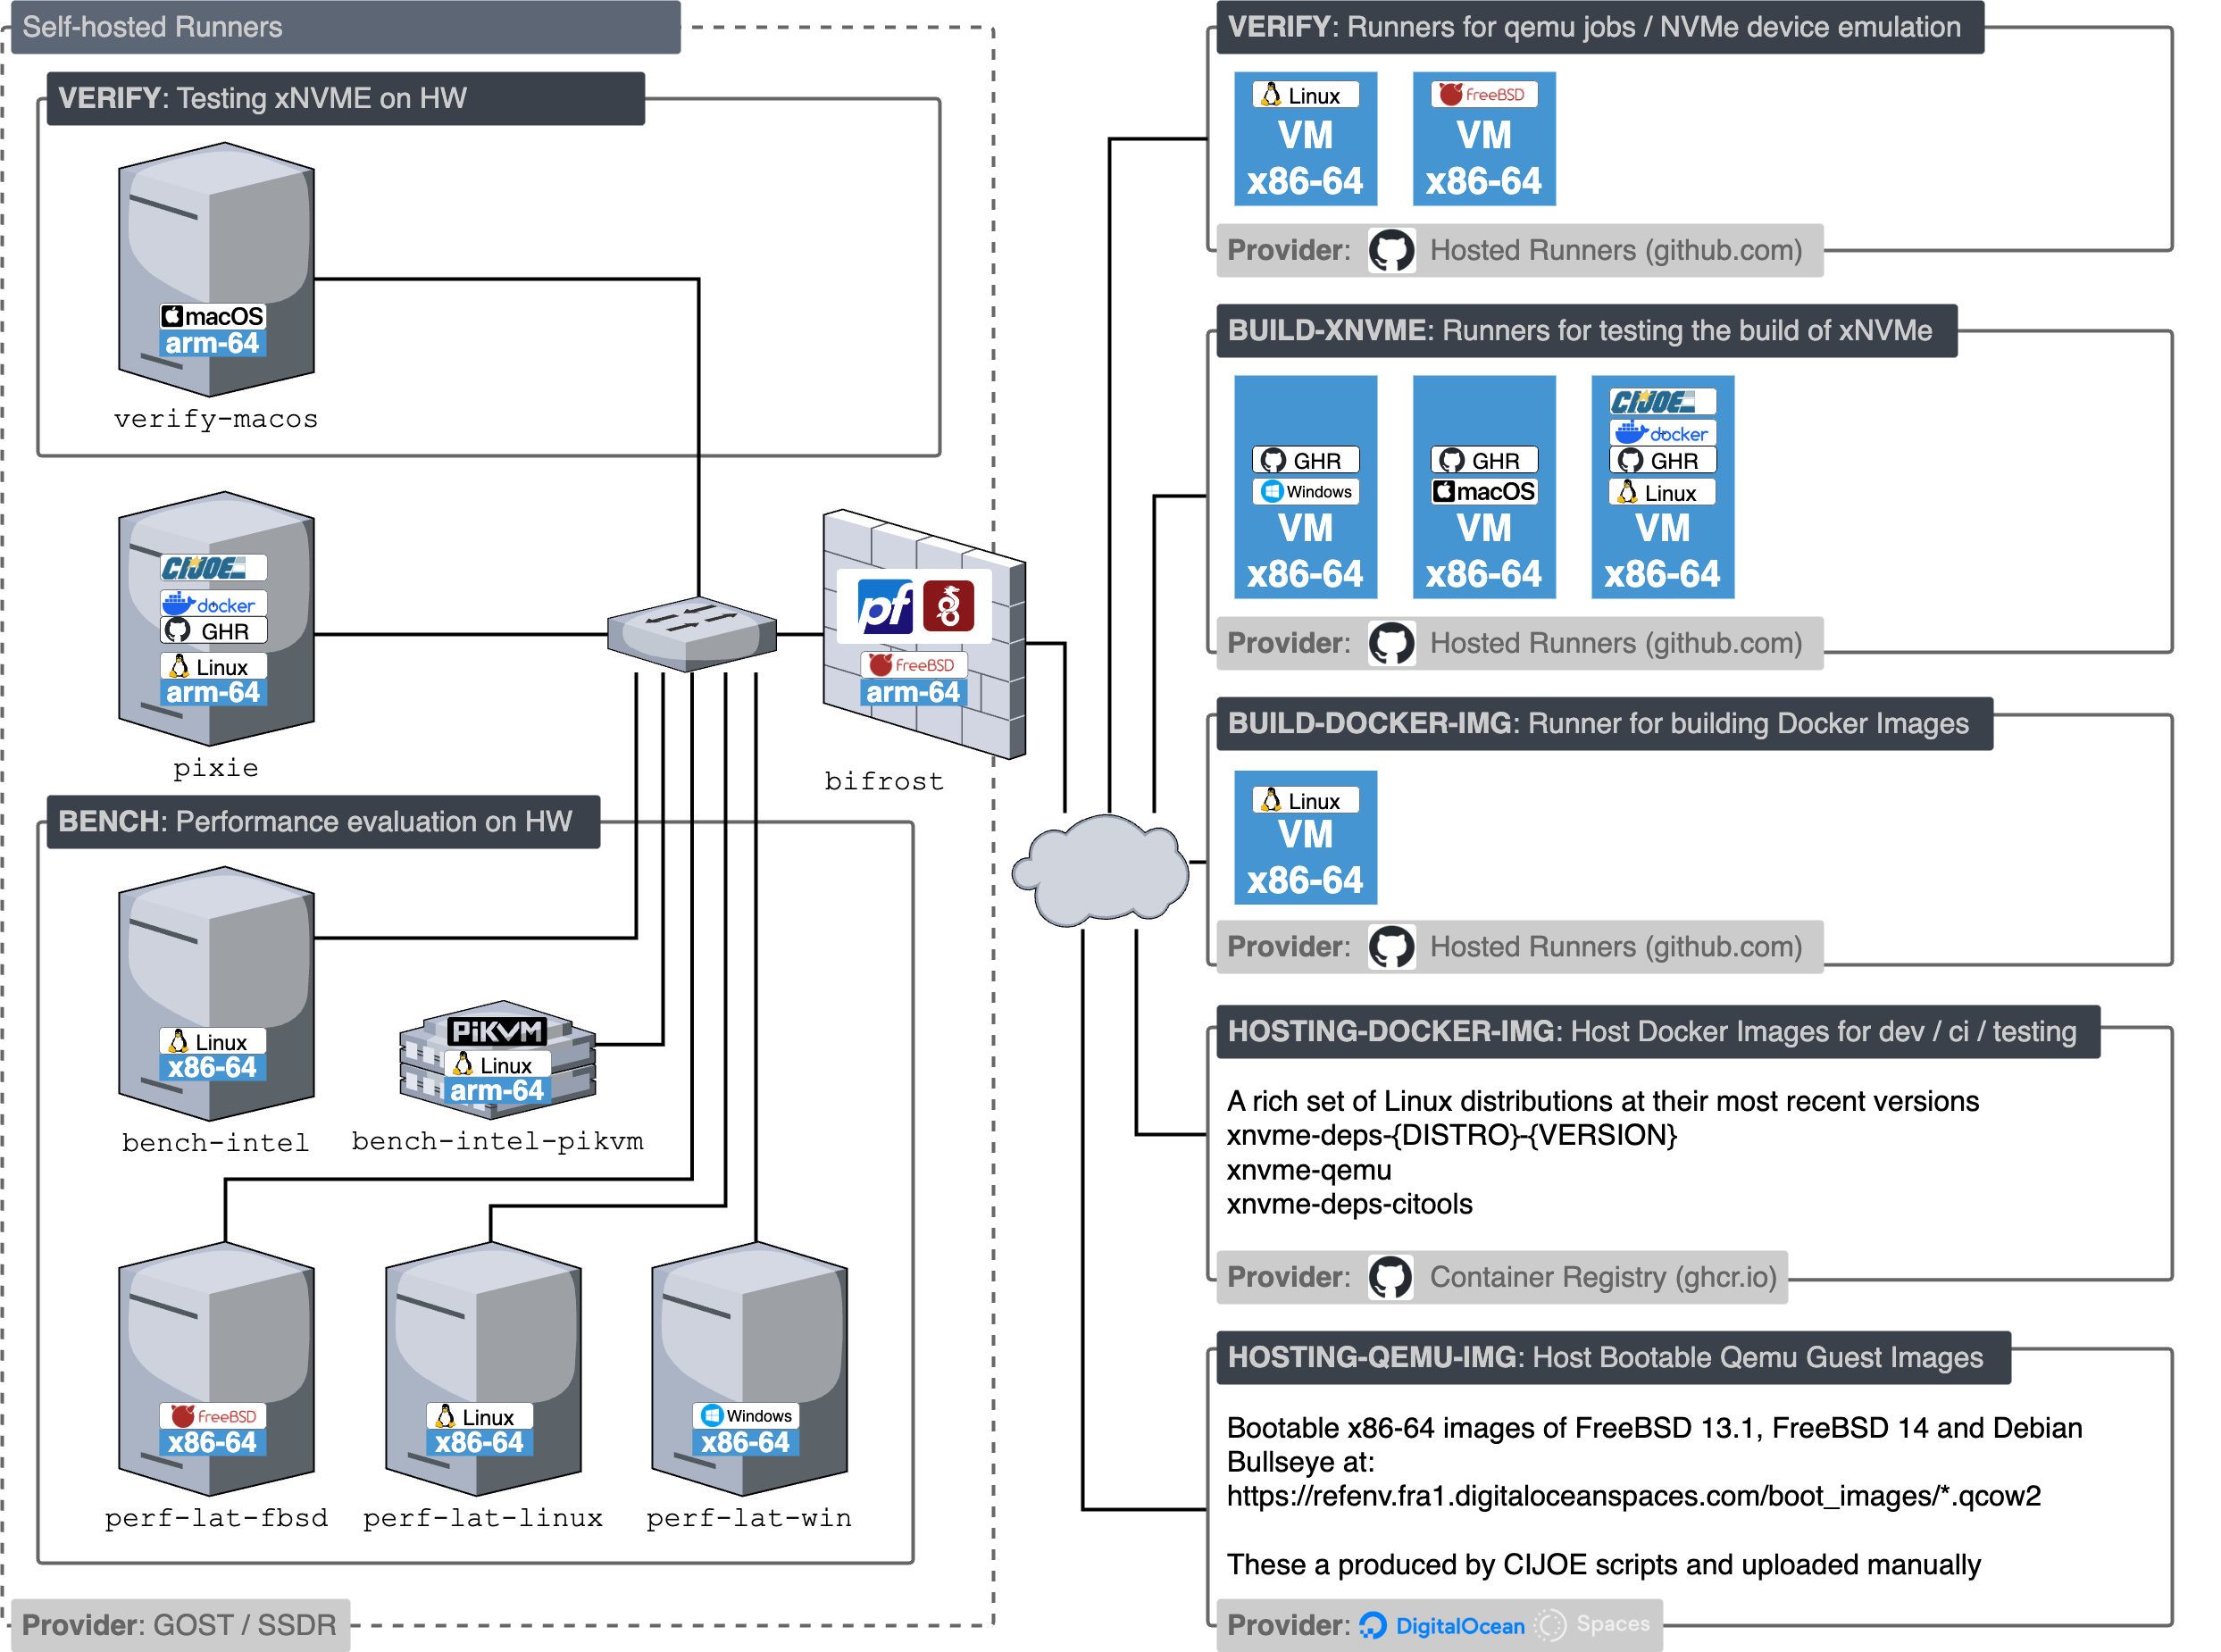 Self-hosted Runners
VERIFY: Testing xNVME on HW
macOS
arm-64
verify-macos
CIJOE
docker
GHR
Linux
arm-64
pixie
pf
FreeBSD
arm-64
bifrost
BENCH: Performance evaluation on HW
Linux
x86-64
bench-intel
PiKVM
Linux
arm-64
bench-intel-pikvm
FreeBSD
x86-64
perf-lat-fbsd
Linux
x86-64
perf-lat-linux
Windows
x86-64
perf-lat-win
Provider: GOST / SSDR
VERIFY: Runners for qemu jobs / NVMe device emulation
Linux
VM
x86-64
FreeBSD
VM
x86-64
Provider: Hosted Runners (github.com)
BUILD-XNVME: Runners for testing the build of xNVMe
GHR
Windows
VM
x86-64
GHR
macOS
VM
x86-64
CIJOE
docker
GHR
Linux
VM
x86-64
Provider: Hosted Runners (github.com)
BUILD-DOCKER-IMG: Runner for building Docker Images
Linux
VM
x86-64
Provider: Hosted Runners (github.com)
HOSTING-DOCKER-IMG: Host Docker Images for dev / ci / testing
A rich set of Linux distributions at their most recent versions
xnvme-deps-{DISTRO}-{VERSION}
xnvme-qemu
xnvme-deps-citools
Provider: Container Registry (ghcr.io)
HOSTING-QEMU-IMG: Host Bootable Qemu Guest Images
Bootable x86-64 images of FreeBSD 13.1, FreeBSD 14 and Debian
Bullseye at:
https://refenv.fra1.digitaloceanspaces.com/boot_images/*.qcow2
These a produced by CIJOE scripts and uploaded manually
Provider: DigitalOcean Spaces